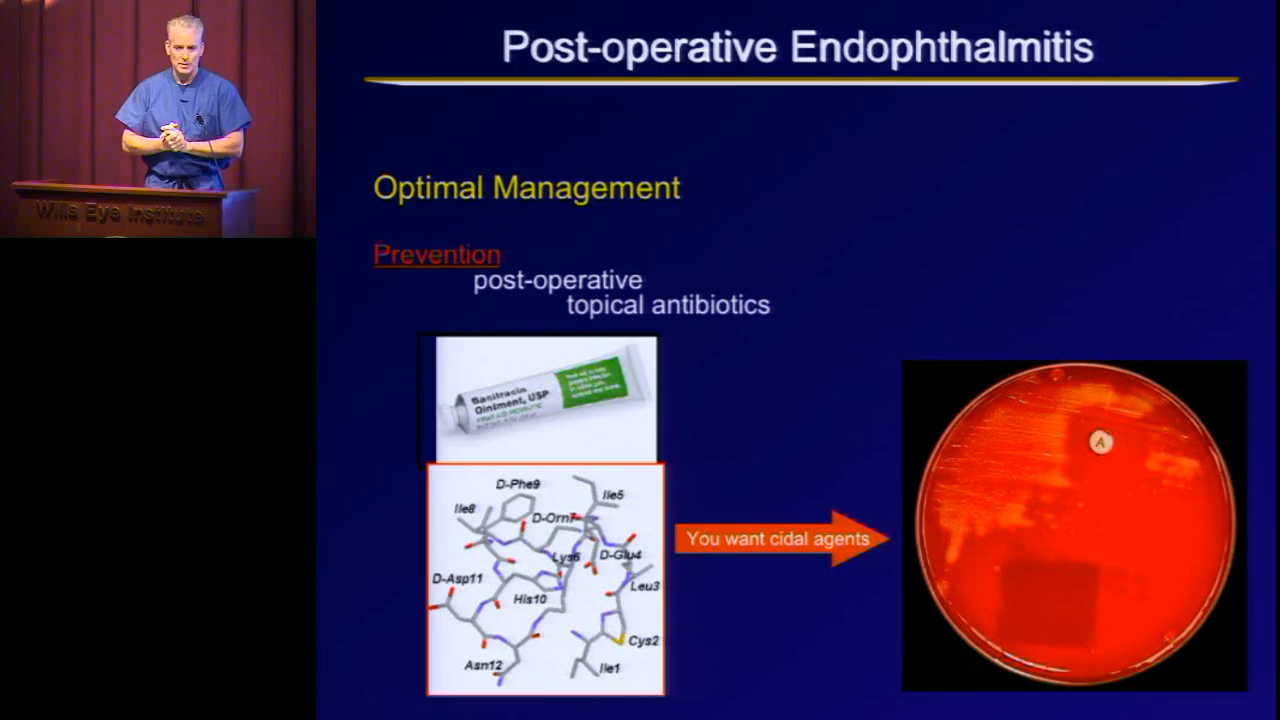 Post-operative Endophthalmitis
Wills Eye Institute
Optimal Management
Prevention
post-operative
topical antibiotics
Bacitracin
Ointment, USP
D-Phe9
Ile5
Ile8
D-Orn7
Lys6
D-Glu4
D-Asp11
Leu3
His10
Cys2
Asn12
Ile1
You want cidal agents
A